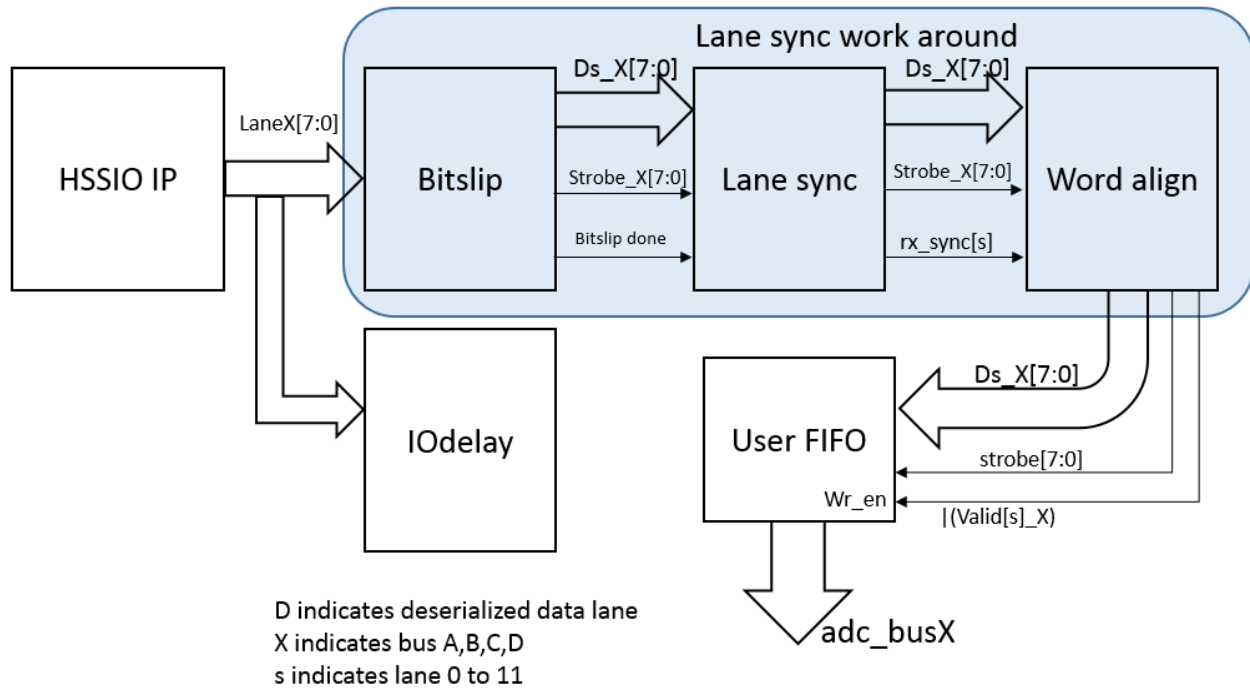 Lane sync work around
Ds_X[7:0]
Ds_X[7:0]
LaneX[7:0]
HSSIO IP
Bitslip
Strobe_X[7:0]
Lane sync
Strobe_X[7:0]
Word align
Bitslip done
rx_sync[s]
Ds_X[7:0]
IOdelay
User FIFO
strobe[7:0]
Wr_en
|(Valid[s]_X)
D indicates deserialized data lane
X indicates bus A,B,C,D
s indicates lane 0 to 11
adc_busX